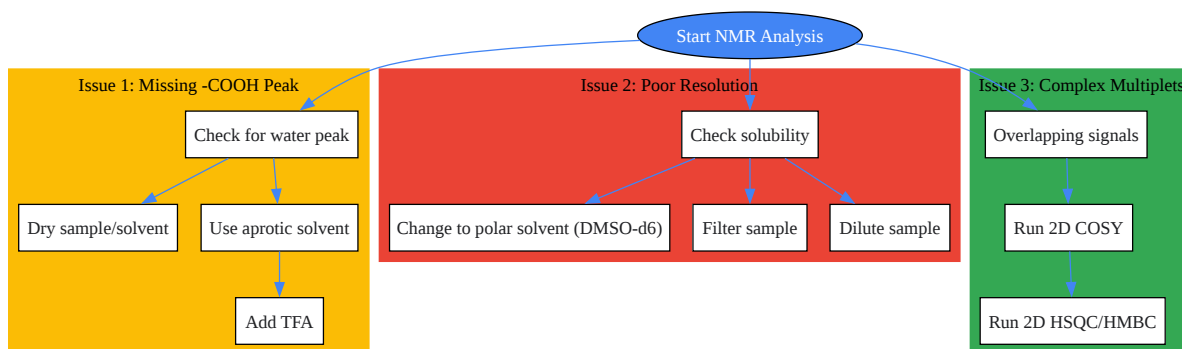 Start NMR Analysis
Issue 1: Missing -COOH Peak
Check for water peak
Dry sample/solvent
Use aprotic solvent
Add TFA
Issue 2: Poor Resolution
Check solubility
Change to polar solvent (DMSO-d6)
Filter sample
Dilute sample
Issue 3: Complex Multiplets
Overlapping signals
Run 2D COSY
Run 2D HSQC/HMBC